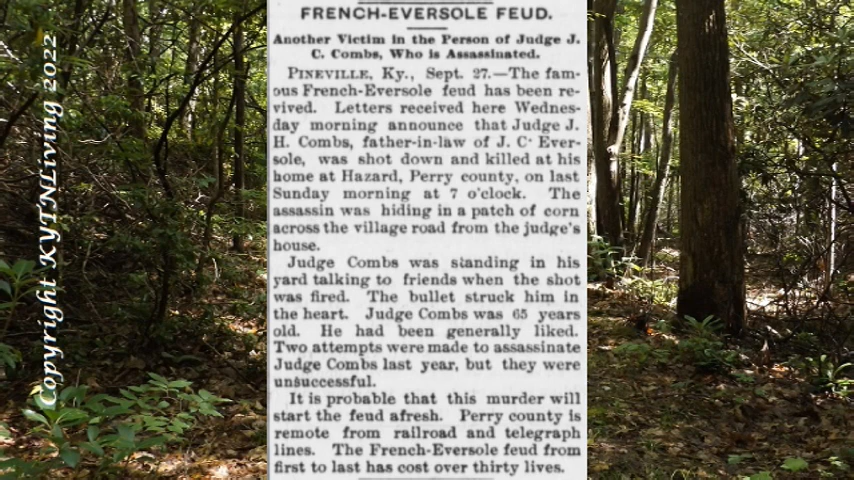 FRENCH-EVERSOLE FEUD.
Another Victim in the Person of Judge J.
C. Combs, Who is Assassinated.
PINEVILLE, Ky., Sept. 27.—The fam-
ous French-Eversole feud has been re-
vived. Letters received here Wednes-
day morning announce that Judge J.
H. Combs, father-in-law of J. C. Ever-
sole, was shot down and killed at his
home at Hazard, Perry county, on last
Sunday morning at 7 o'clock. The
assassin was hiding in a patch of corn
across the village road from the judge's
house.
Judge Combs was standing in his
yard talking to friends when the shot
was fired. The bullet struck him in
the heart. Judge Combs was 65 years
old. He had been generally liked.
Two attempts were made to assassinate
Judge Combs last year, but they were
unsuccessful.
It is probable that this murder will
start the feud afresh. Perry county is
remote from railroad and telegraph
lines. The French-Eversole feud from
first to last has cost over thirty lives.
Copyright KYTNLiving 2022